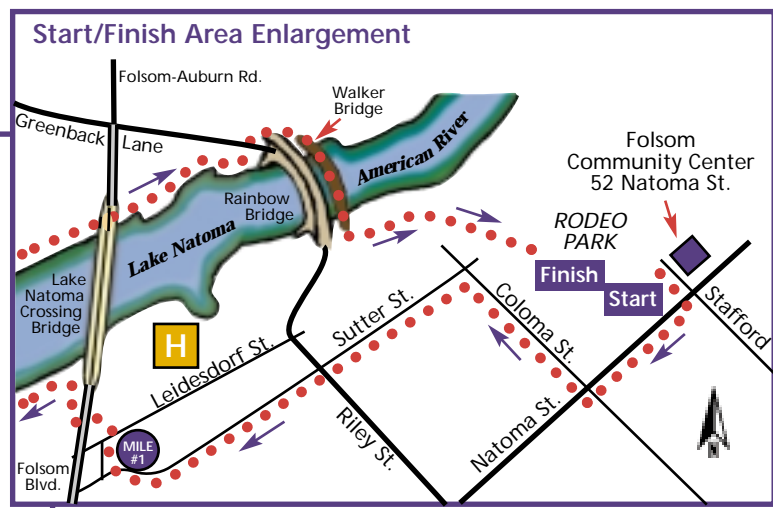 Start/Finish Area Enlargement
Folsom-Auburn Rd.
Greenback Lane
Walker
Bridge
American River
Folsom
Community Center
52 Natoma St.
Rainbow
Bridge
Lake Natoma
RODEO
PARK
Lake
Natoma
Crossing
Bridge
Finish
Start
Stafford
H
Leidesdorf St.
Sutter St.
Coloma St.
Riley St.
Natoma St.
MILE
#1
Folsom
Blvd.